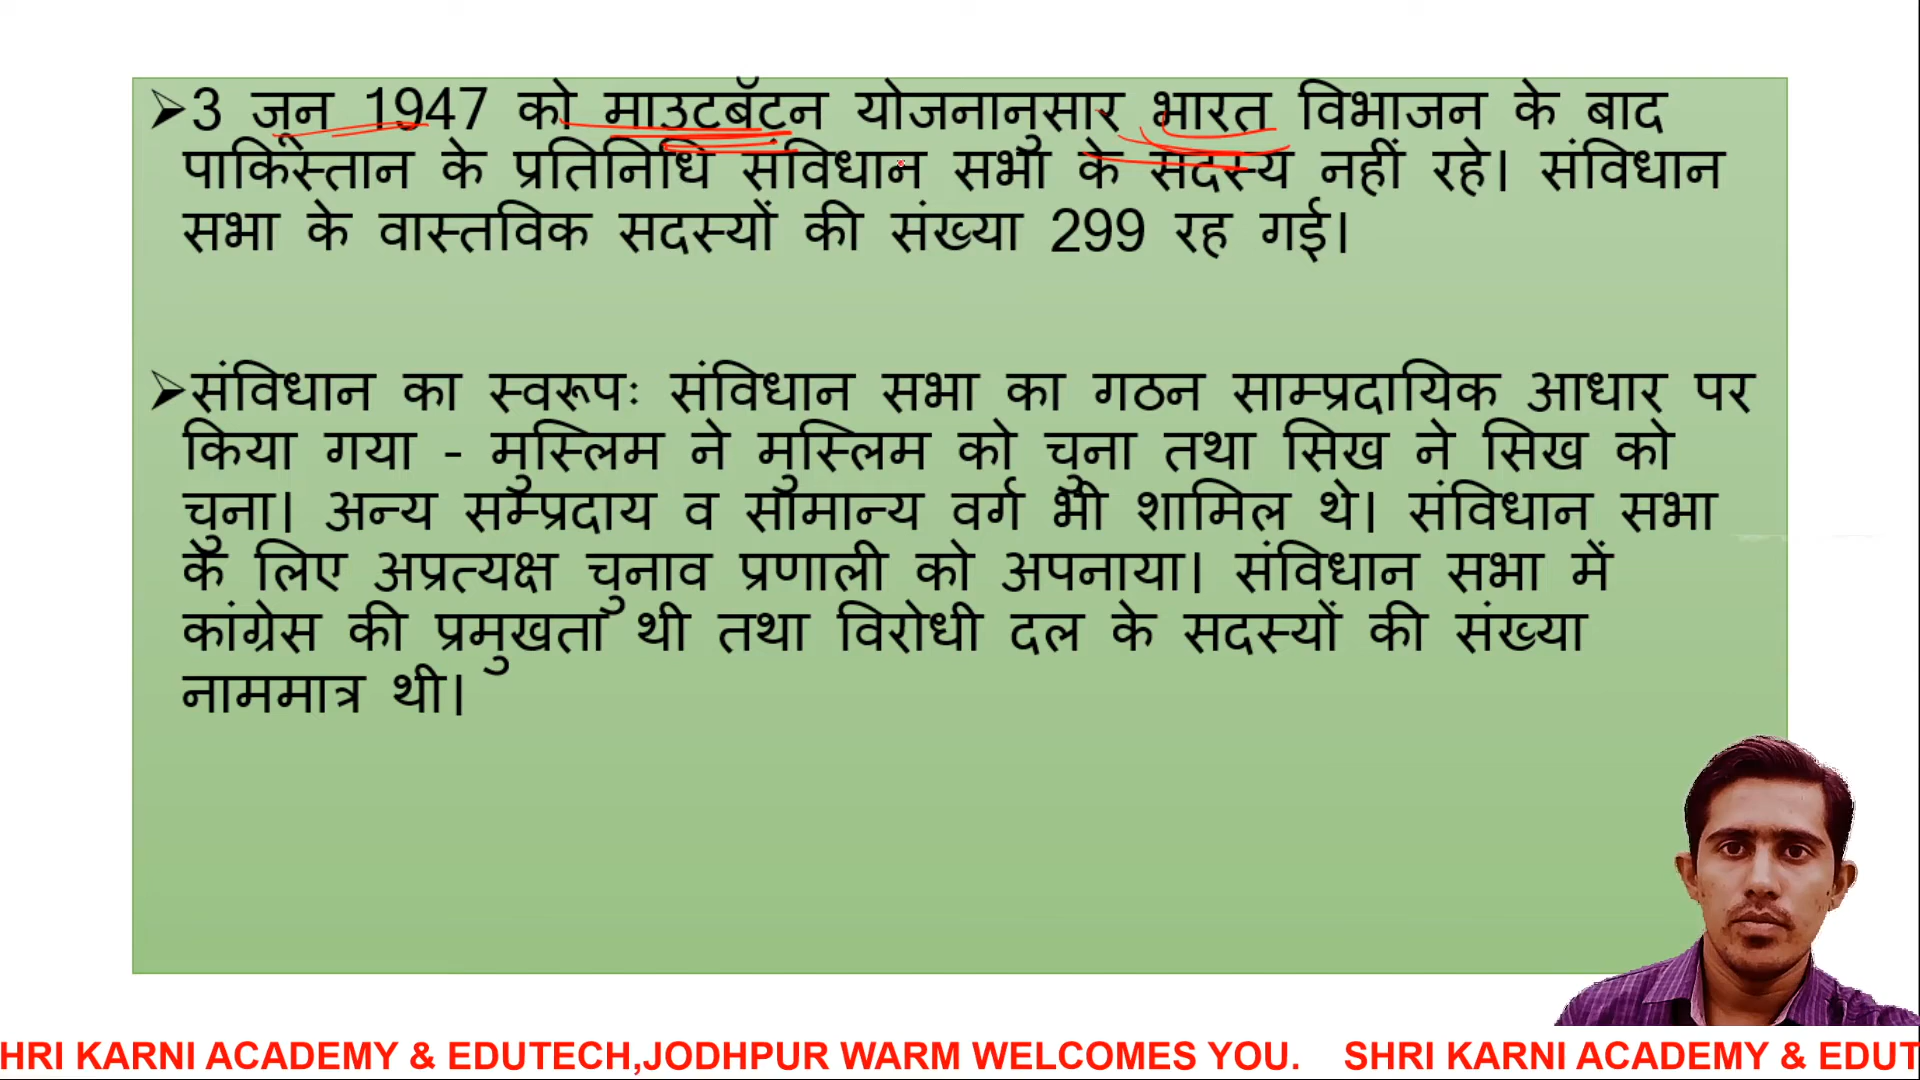 ➢3 जून 1947 को माउटबॅटन योजनानुसार भारत विभाजन के बाद
पाकिस्तान के प्रतिनिधि संविधान सभा के सदस्य नहीं रहे। संविधान
सभा के वास्तविक सदस्यों की संख्या 299 रह गई।
➢संविधान का स्वरूपः संविधान सभा का गठन साम्प्रदायिक आधार पर
किया गया - मुस्लिम ने मुस्लिम को चुना तथा सिख ने सिख को
चुना। अन्य सम्प्रदाय व सामान्य वर्ग भी शामिल थे। संविधान सभा
के लिए अप्रत्यक्ष चुनाव प्रणाली को अपनाया। संविधान सभा में
कांग्रेस की प्रमुखता थी तथा विरोधी दल के सदस्यों की संख्या
नाममात्र थी।
HRI KARNI ACADEMY & EDUTECH,JODHPUR WARM WELCOMES YOU. SHRI KARNI ACADEMY & EDUT